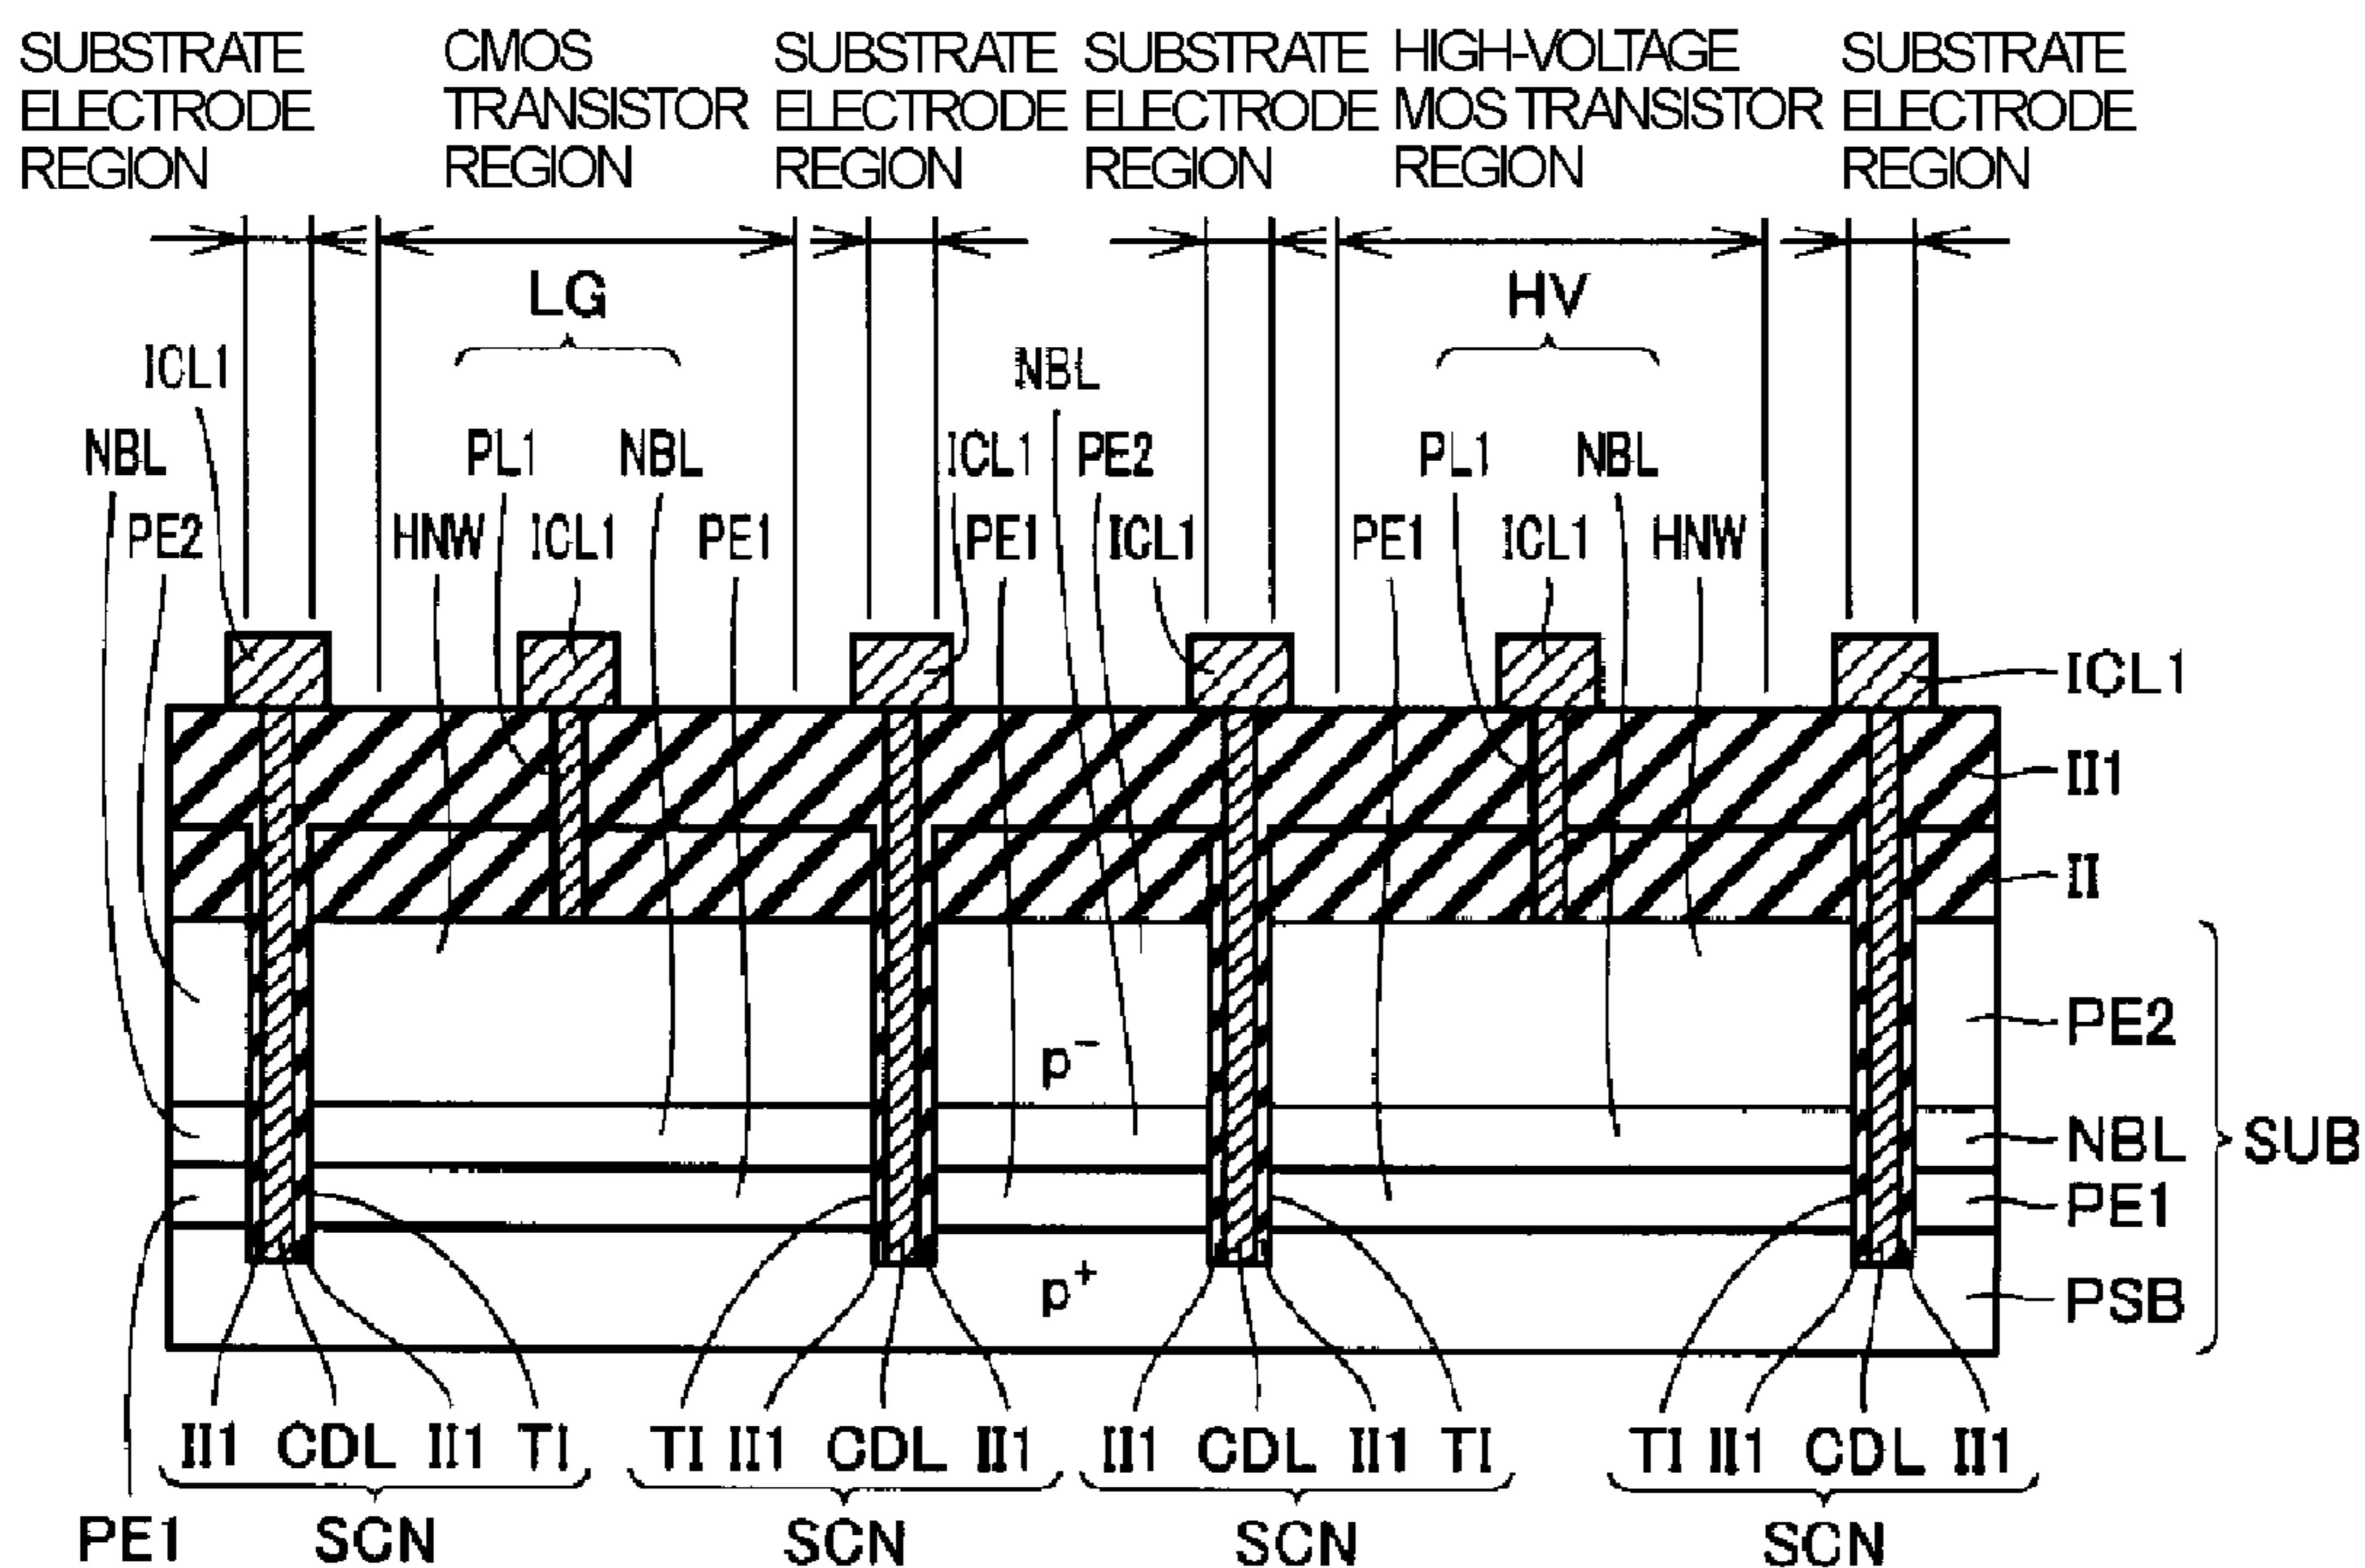 SUBSTRATE ELECTRODE REGION
CMOS TRANSISTOR REGION
SUBSTRATE ELECTRODE REGION
SUBSTRATE ELECTRODE REGION
HIGH-VOLTAGE MOS TRANSISTOR REGION
SUBSTRATE ELECTRODE REGION
LG HV
ICL1 NBL
NBL PL1 NBL ICL1 PE2 PL1 NBL
PE2 HNW ICL1 PE1 PE1 ICL1 PE1 ICL1 HNW
ICL1
II1
II
p⁻ PE2
NBL SUB
PE1
p⁺ PSB
II1 CDL II1 TI TI II1 CDL II1 II1 CDL II1 TI TI II1 CDL II1
PE1 SCN SCN SCN SCN